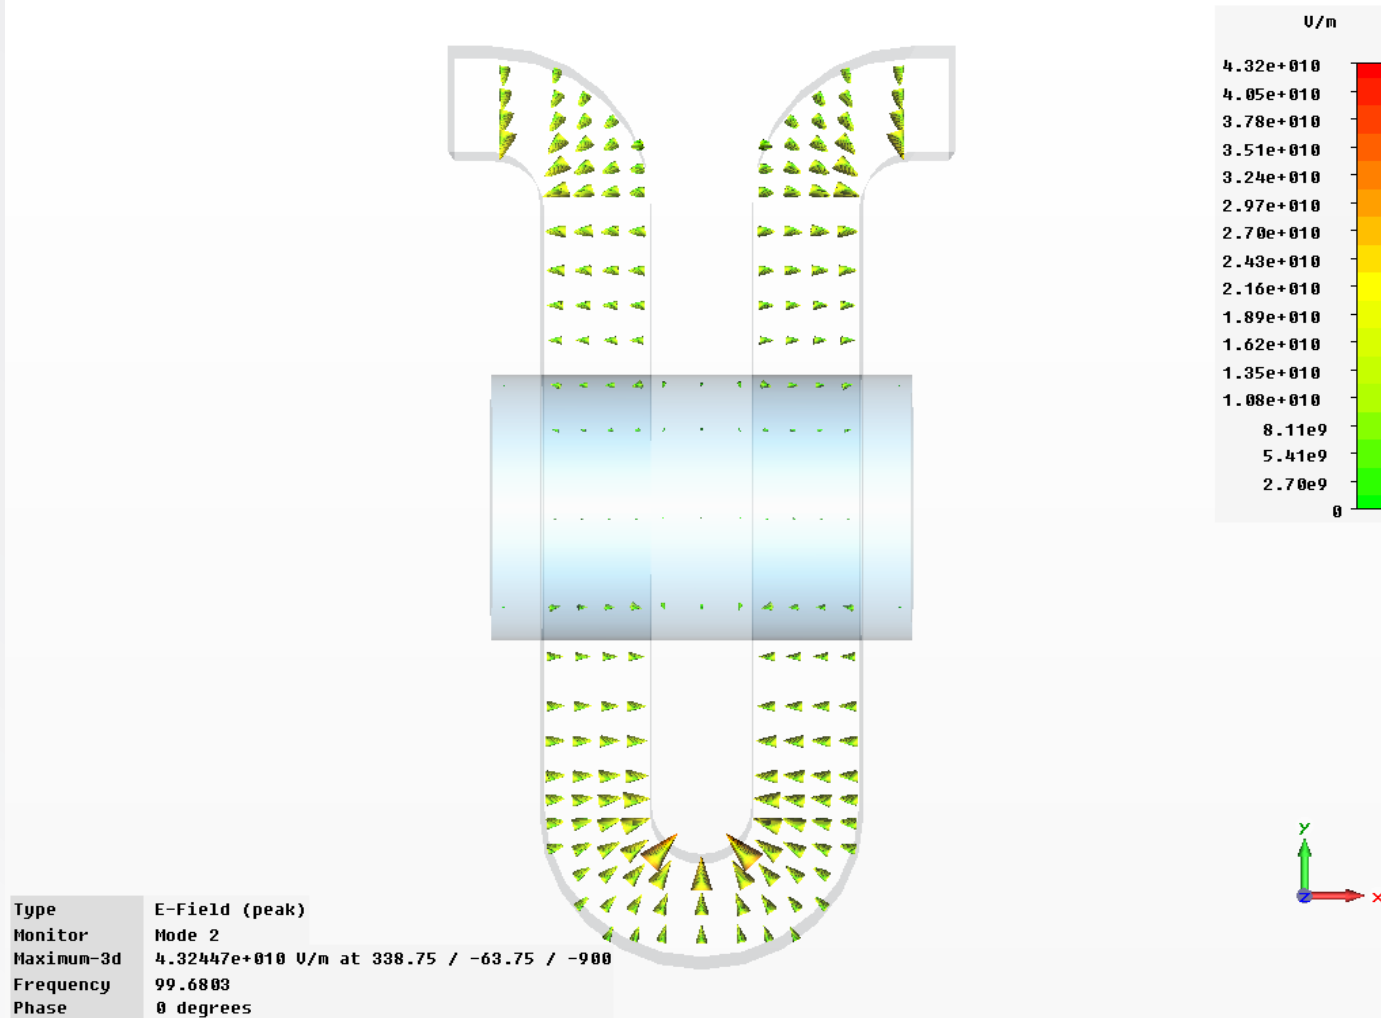 V/m
4.32e+010
4.05e+010
3.78e+010
3.51e+010
3.24e+010
2.97e+010
2.70e+010
2.43e+010
2.16e+010
1.89e+010
1.62e+010
1.35e+010
1.08e+010
8.11e9
5.41e9
2.70e9
0
Y
Z
X
Type E-Field (peak)
Monitor Mode 2
Maximum-3d 4.32447e+010 V/m at 338.75 / -63.75 / -900
Frequency 99.6803
Phase 0 degrees